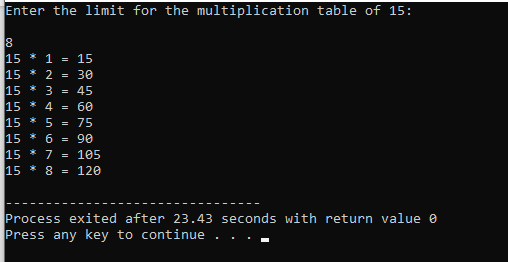 Enter the limit for the multiplication table of 15:
8
15 * 1 = 15
15 * 2 = 30
15 * 3 = 45
15 * 4 = 60
15 * 5 = 75
15 * 6 = 90
15 * 7 = 105
15 * 8 = 120
--------------------------------
Process exited after 23.43 seconds with return value 0
Press any key to continue . . .